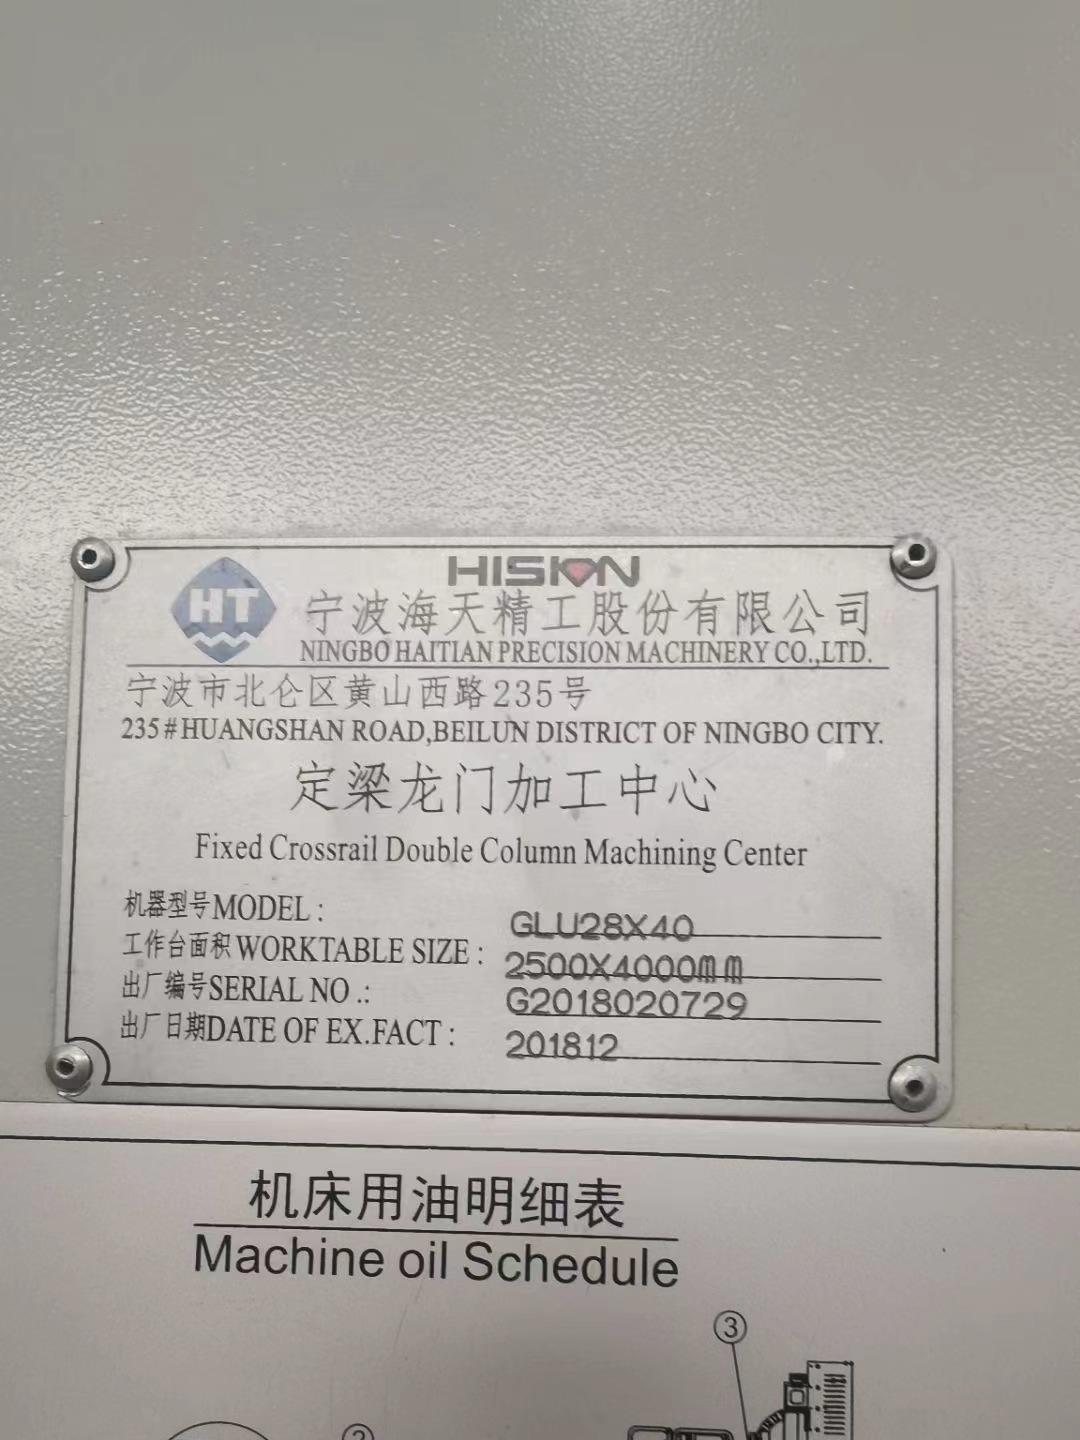 HISION
HT
宁波海天精工股份有限公司
NINGBO HAITIAN PRECISION MACHINERY CO.,LTD.
宁波市北仑区黄山西路235号
235#HUANGSHAN ROAD,BEILUN DISTRICT OF NINGBO CITY.
定梁龙门加工中心
Fixed Crossrail Double Column Machining Center
机器型号MODEL: GLU28X40
工作台面积WORKTABLE SIZE: 2500X4000mm
出厂编号SERIAL NO.: G2018020729
出厂日期DATE OF EX.FACT: 201812
机床用油明细表
Machine oil Schedule
③
②